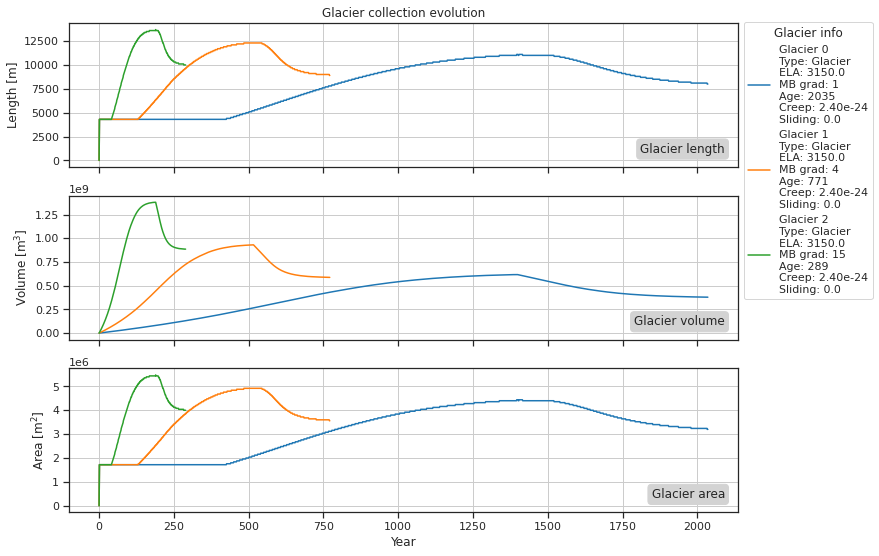 Glacier collection evolution
Length [m]
12500
10000
7500
5000
2500
0
Glacier length
1e9
Volume [m³]
1.25
1.00
0.75
0.50
0.25
0.00
Glacier volume
1e6
Area [m²]
5
4
3
2
1
0
Glacier area
0 250 500 750 1000 1250 1500 1750 2000
Year
Glacier info
Glacier 0
Type: Glacier
ELA: 3150.0
MB grad: 1
Age: 2035
Creep: 2.40e-24
Sliding: 0.0
Glacier 1
Type: Glacier
ELA: 3150.0
MB grad: 4
Age: 771
Creep: 2.40e-24
Sliding: 0.0
Glacier 2
Type: Glacier
ELA: 3150.0
MB grad: 15
Age: 289
Creep: 2.40e-24
Sliding: 0.0